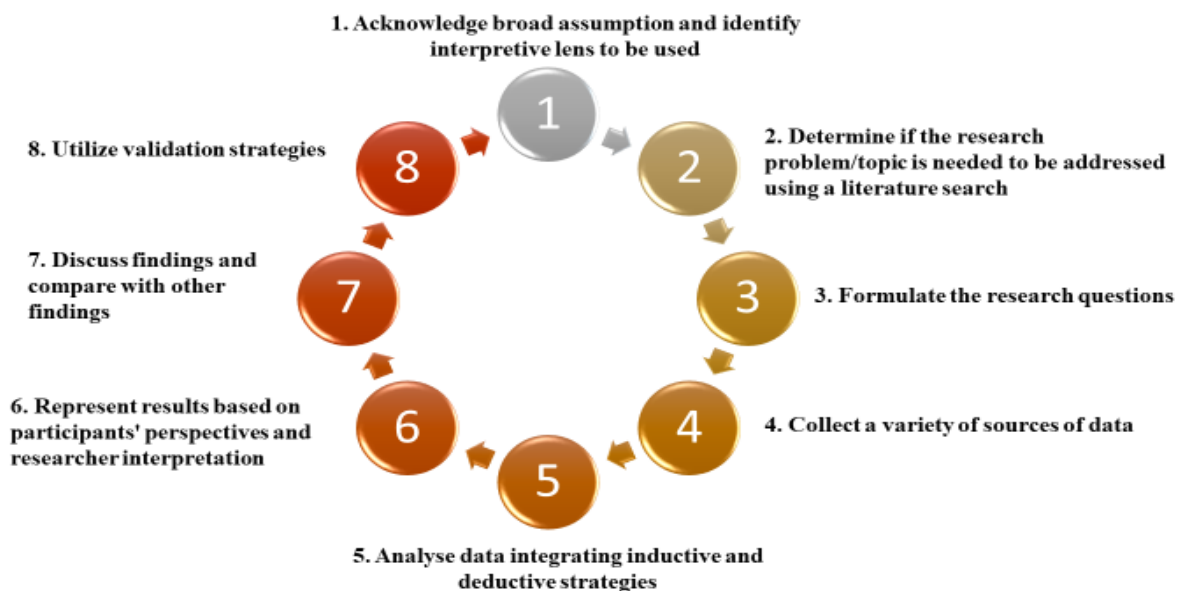 1. Acknowledge broad assumption and identify
interpretive lens to be used
1
2
2. Determine if the research
problem/topic is needed to be addressed
using a literature search
3
3. Formulate the research questions
4
4. Collect a variety of sources of data
5
5. Analyse data integrating inductive and
deductive strategies
6
6. Represent results based on
participants' perspectives and
researcher interpretation
7
7. Discuss findings and
compare with other
findings
8
8. Utilize validation strategies